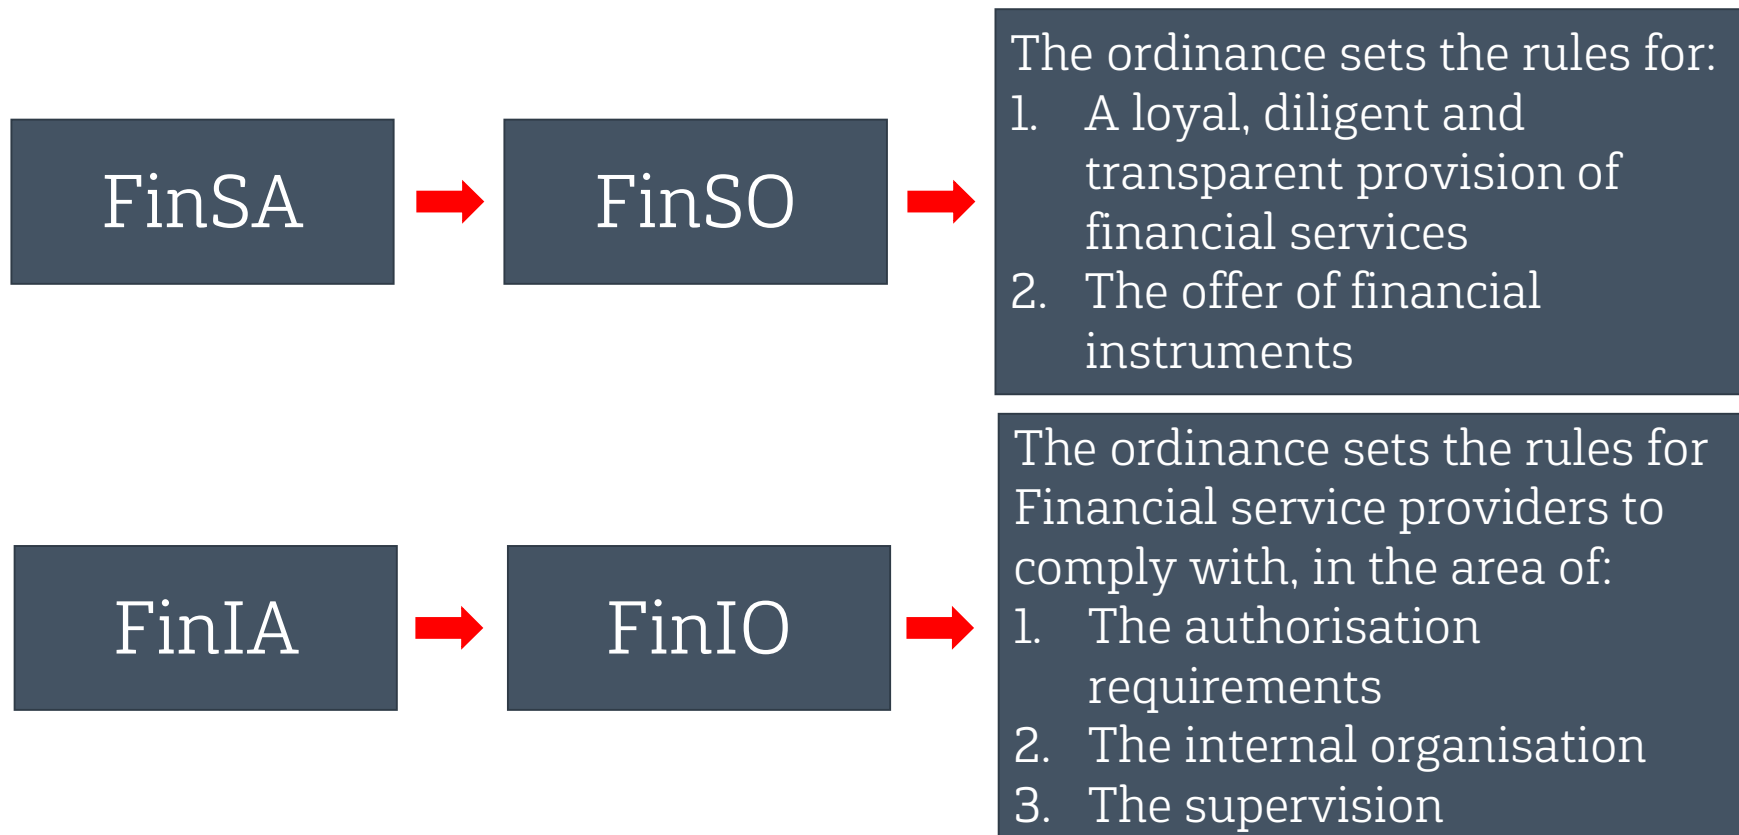 FinSA
FinSO
The ordinance sets the rules for:
1. A loyal, diligent and
transparent provision of
financial services
2. The offer of financial
instruments
FinIA
FinIO
The ordinance sets the rules for
Financial service providers to
comply with, in the area of:
1. The authorisation
requirements
2. The internal organisation
3. The supervision